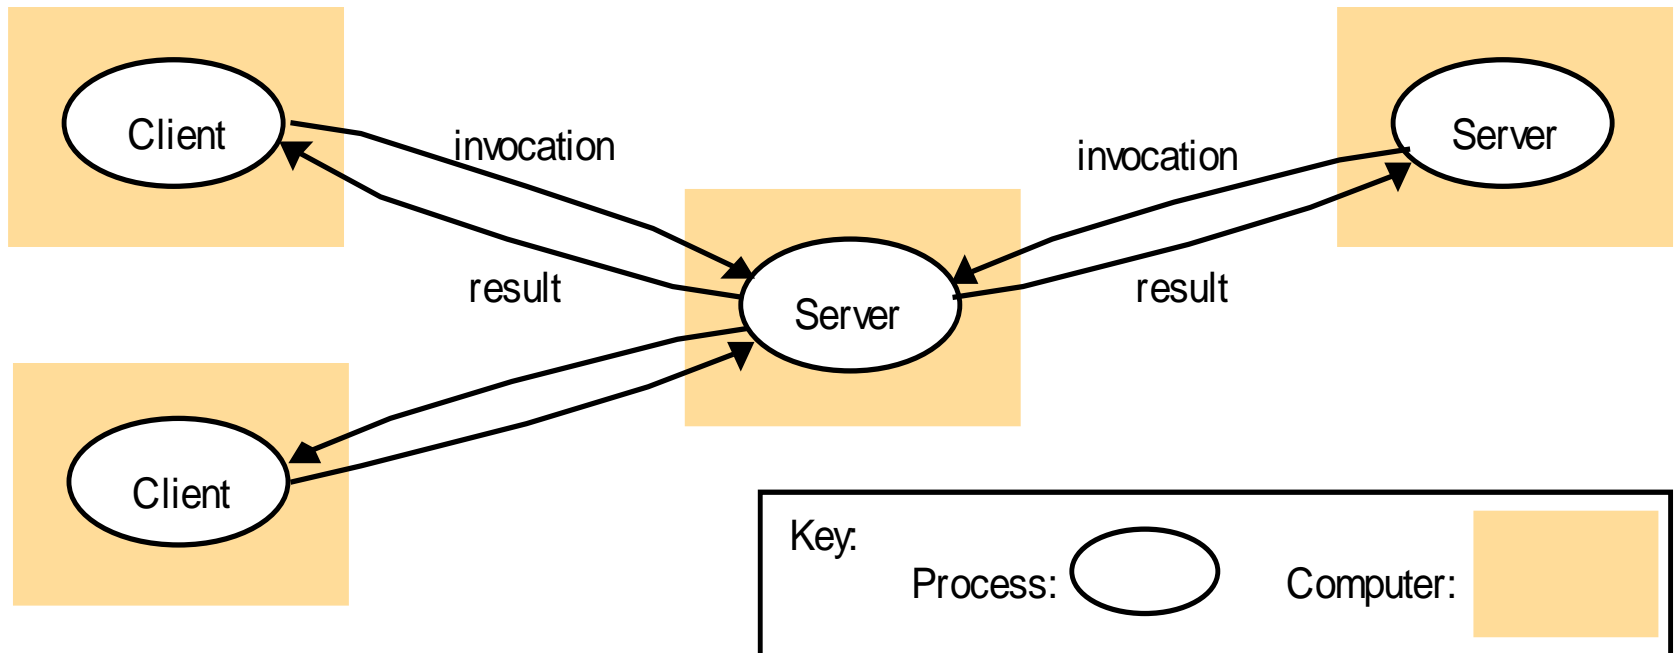 Client
invocation
invocation
Server
result
Server
result
Client
Key:
Process:
Computer: